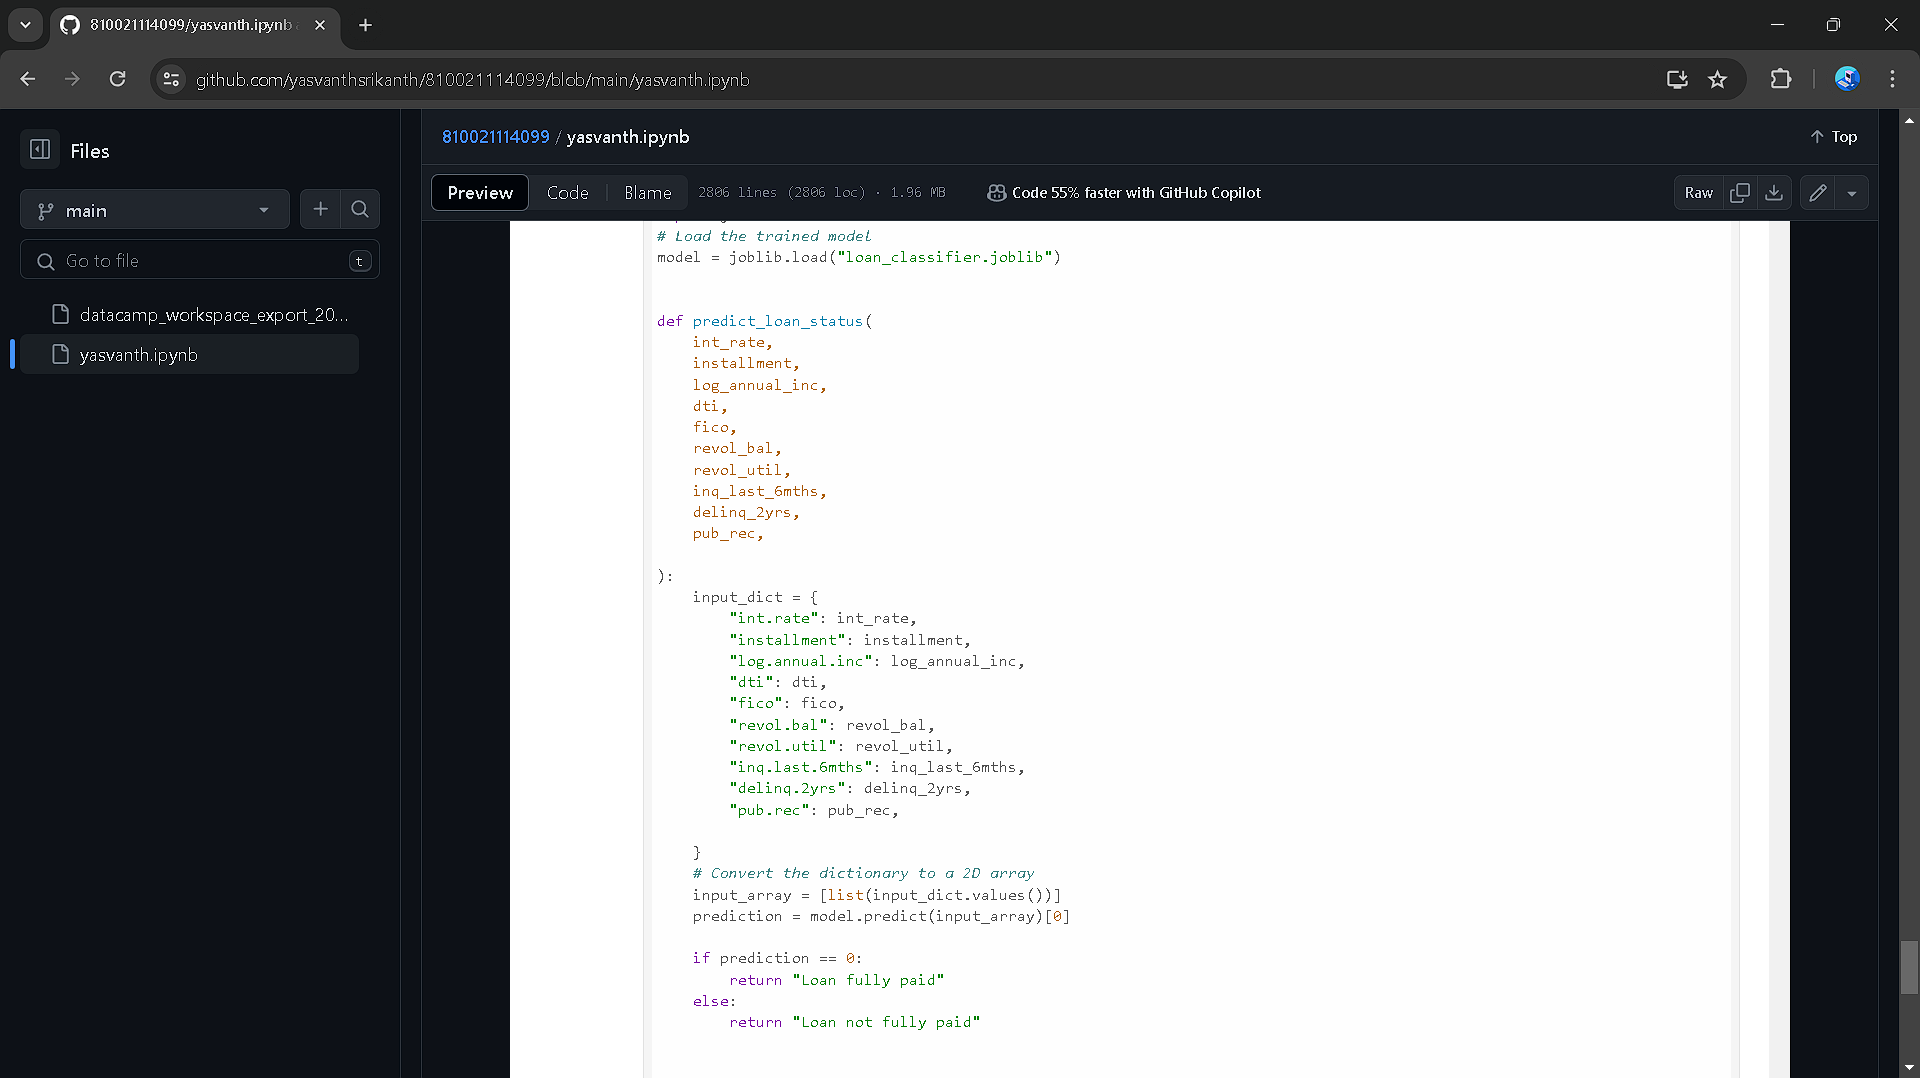 810021114099/yasvanth.ipynb
github.com/yasvanthsrikanth/810021114099/blob/main/yasvanth.ipynb
Files
main
Go to file
t
datacamp_workspace_export_20...
yasvanth.ipynb
810021114099 / yasvanth.ipynb
Top
Preview
Code
Blame
2806 lines (2806 loc) · 1.96 MB
Code 55% faster with GitHub Copilot
Raw
# Load the trained model
model = joblib.load("loan_classifier.joblib")
def predict_loan_status(
int_rate,
installment,
log_annual_inc,
dti,
fico,
revol_bal,
revol_util,
inq_last_6mths,
delinq_2yrs,
pub_rec,
):
input_dict = {
"int.rate": int_rate,
"installment": installment,
"log.annual.inc": log_annual_inc,
"dti": dti,
"fico": fico,
"revol.bal": revol_bal,
"revol.util": revol_util,
"inq.last.6mths": inq_last_6mths,
"delinq.2yrs": delinq_2yrs,
"pub.rec": pub_rec,
}
# Convert the dictionary to a 2D array
input_array = [list(input_dict.values())]
prediction = model.predict(input_array)[0]
if prediction == 0:
return "Loan fully paid"
else:
return "Loan not fully paid"